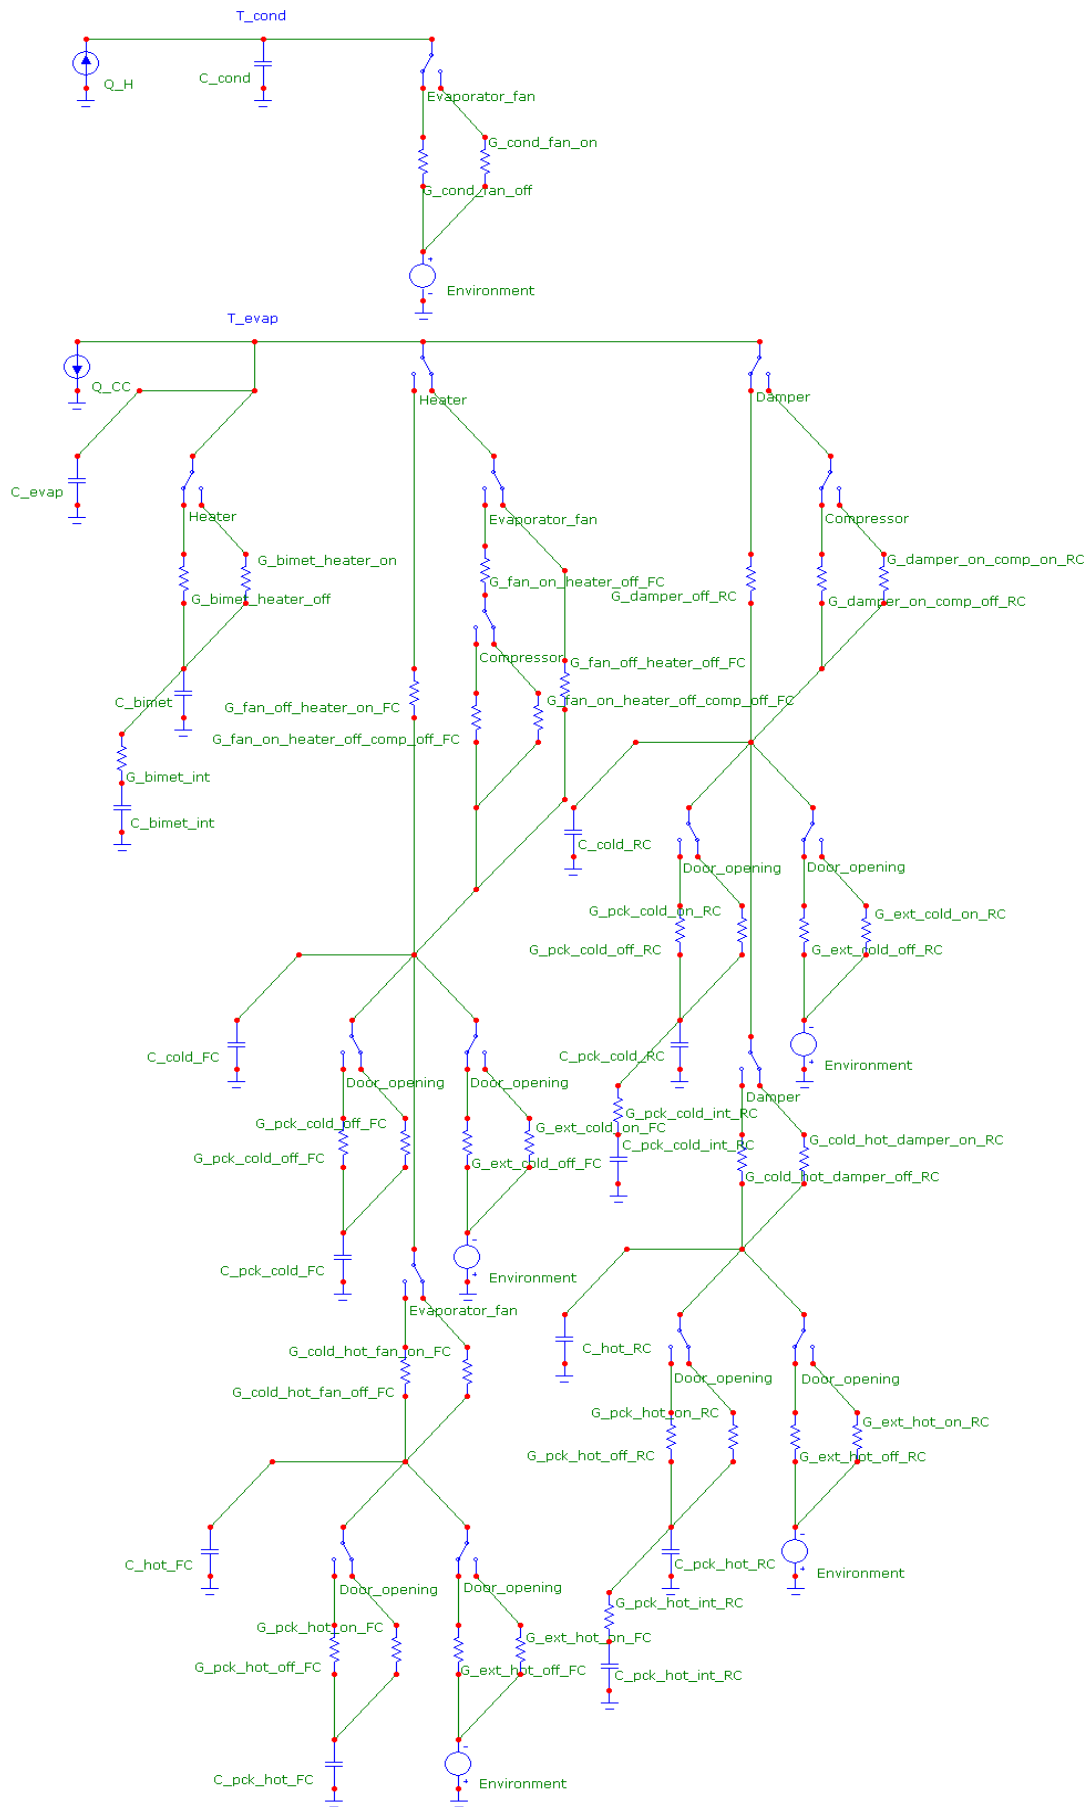 T_cond
Q_H
C_cond
Evaporator_fan
G_cond_fan_on
G_cond_fan_off
+
-
Environment
T_evap
Q_CC
Heater
Damper
C_evap
Heater
Evaporator_fan
Compressor
G_bimet_heater_on
G_bimet_heater_off
G_fan_on_heater_off_FC
G_damper_off_RC
G_damper_on_comp_on_RC
G_damper_on_comp_off_RC
Compressor
G_fan_off_heater_off_FC
C_bimet
G_fan_off_heater_on_FC
G_fan_on_heater_off_comp_off_FC
G_fan_on_heater_off_comp_off_FC
G_bimet_int
C_bimet_int
C_cold_RC
Door_opening
Door_opening
G_pck_cold_on_RC
G_ext_cold_on_RC
G_pck_cold_off_RC
G_ext_cold_off_RC
C_cold_FC
C_pck_cold_RC
-
+
Environment
Door_opening
Door_opening
Damper
G_pck_cold_off_FC
G_ext_cold_on_FC
G_pck_cold_int_RC
G_cold_hot_damper_on_RC
G_pck_cold_off_FC
G_ext_cold_off_FC
C_pck_cold_int_RC
G_cold_hot_damper_off_RC
C_pck_cold_FC
-
+
Environment
Evaporator_fan
G_cold_hot_fan_on_FC
G_cold_hot_fan_off_FC
C_hot_RC
Door_opening
Door_opening
G_pck_hot_on_RC
G_ext_hot_on_RC
G_pck_hot_off_RC
G_ext_hot_off_RC
C_hot_FC
C_pck_hot_RC
-
+
Environment
Door_opening
Door_opening
G_pck_hot_int_RC
G_pck_hot_on_FC
G_ext_hot_on_FC
G_pck_hot_off_FC
G_ext_hot_off_FC
C_pck_hot_int_RC
C_pck_hot_FC
-
+
Environment